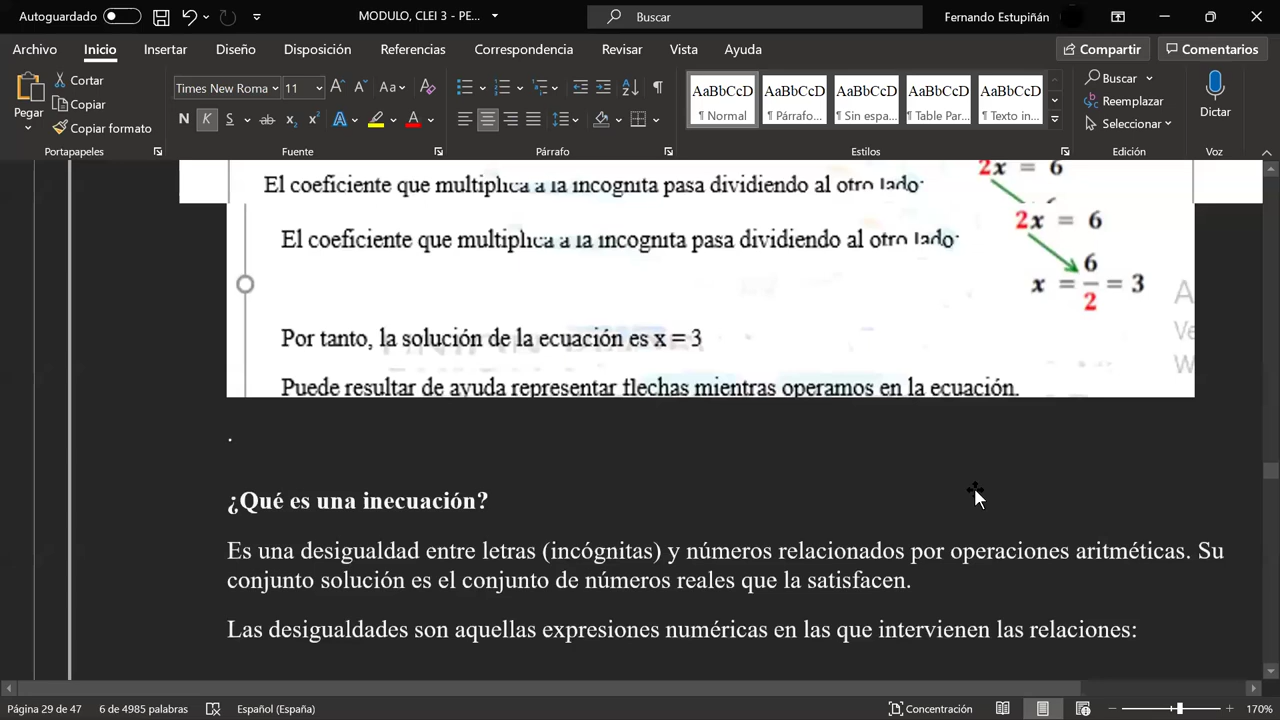 Autoguardado MODULO, CLEI 3 - PE... Buscar Fernando Estupiñán
Archivo Inicio Insertar Diseño Disposición Referencias Correspondencia Revisar Vista Ayuda Compartir Comentarios
Pegar Cortar Copiar Copiar formato
Times New Roma 11
N K S ab x₂ x² A A
AaBbCcD AaBbCcD AaBbCcD AaBbCcD AaBbCcD
¶ Normal ¶ Párrafo... ¶ Sin espa... ¶ Table Par... ¶ Texto in...
Buscar Reemplazar Seleccionar
Dictar
Portapapeles Fuente Párrafo Estilos Edición Voz
El coeficiente que multiplica a la incognita pasa dividiendo al otro lado:
2x = 6
El coeficiente que multiplica a la incognita pasa dividiendo al otro lado:
2x = 6
x = 6/2 = 3
Por tanto, la solución de la ecuación es x = 3
Puede resultar de ayuda representar flechas mientras operamos en la ecuación.
.
¿Qué es una inecuación?
Es una desigualdad entre letras (incógnitas) y números relacionados por operaciones aritméticas. Su
conjunto solución es el conjunto de números reales que la satisfacen.
Las desigualdades son aquellas expresiones numéricas en las que intervienen las relaciones:
Página 29 de 47 6 de 4985 palabras Español (España) Concentración 170%